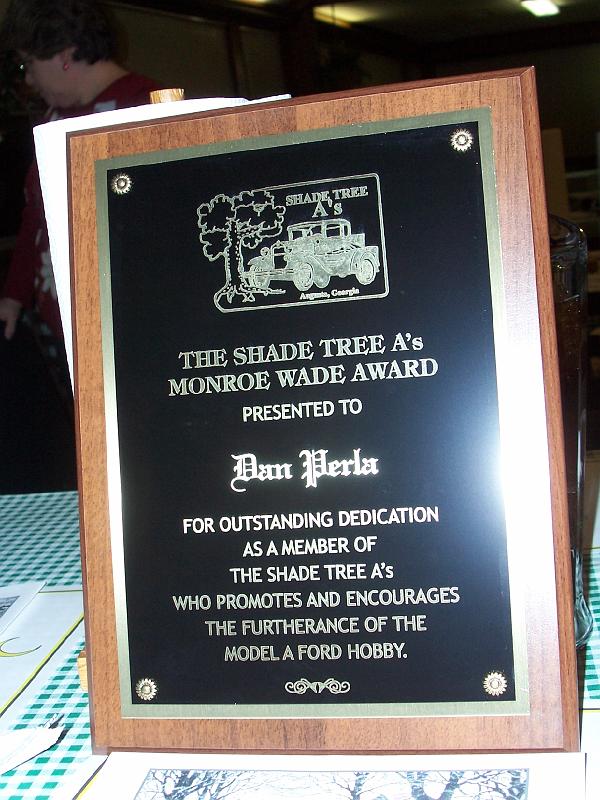 SHADE TREE
A's
Augusta, Georgia
THE SHADE TREE A's
MONROE WADE AWARD
PRESENTED TO
Dan Perla
FOR OUTSTANDING DEDICATION
AS A MEMBER OF
THE SHADE TREE A's
WHO PROMOTES AND ENCOURAGES
THE FURTHERANCE OF THE
MODEL A FORD HOBBY.